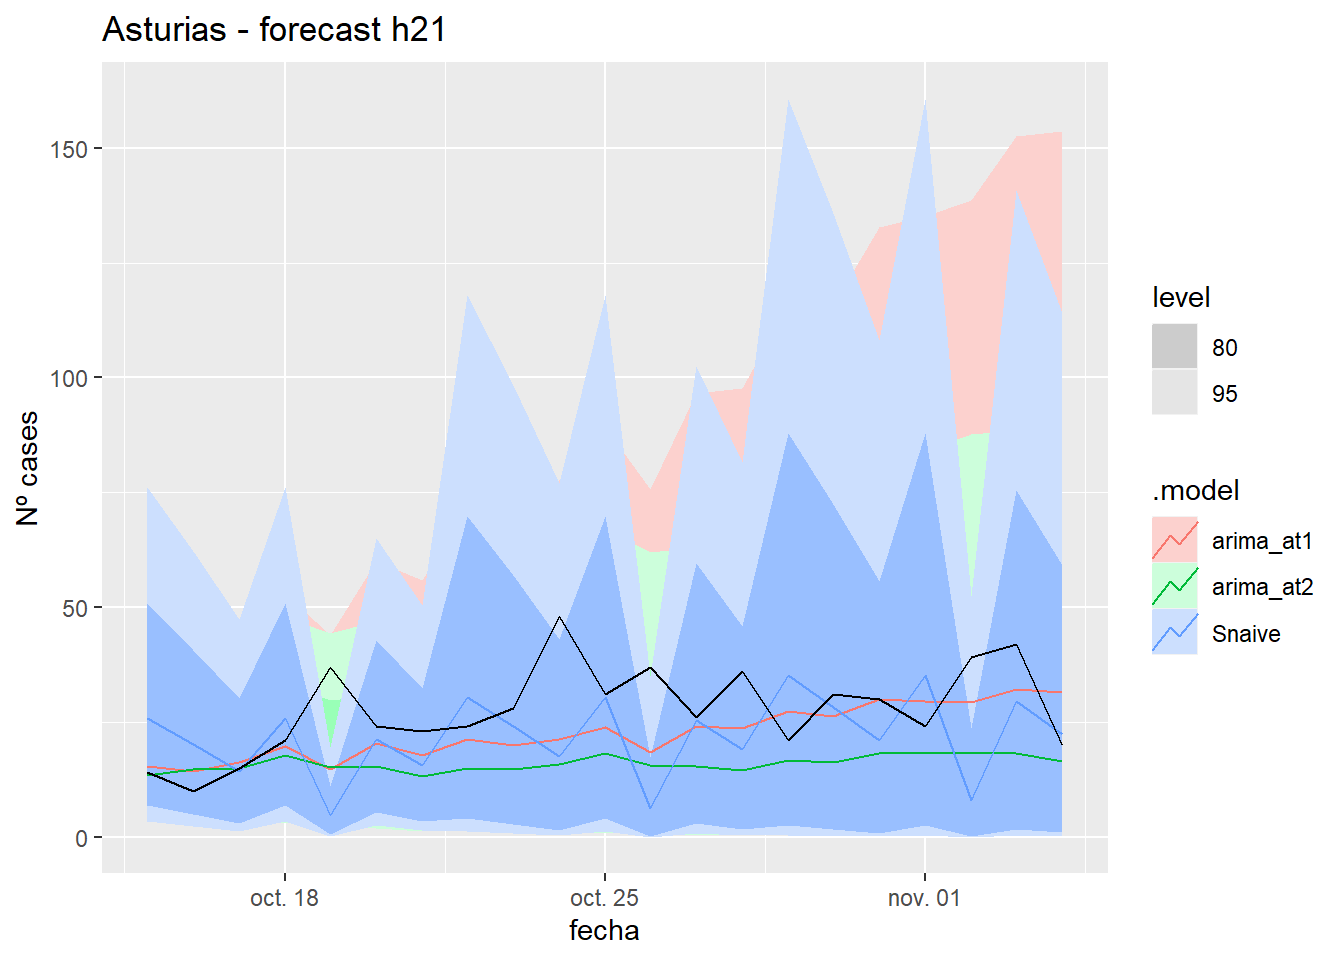 Asturias - forecast h21
150
100
50
0
Nº cases
oct. 18
oct. 25
nov. 01
fecha
level
80
95
.model
arima_at1
arima_at2
Snaive